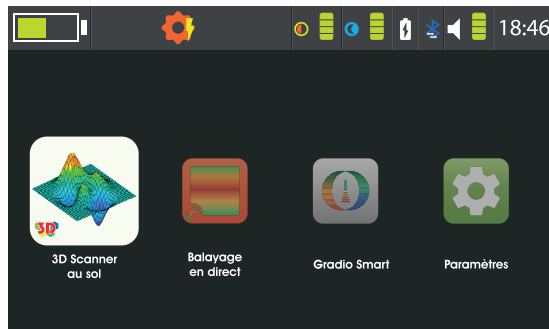 18:46
3D
3D Scanner
au sol
Balayage
en direct
Gradio Smart
Paramètres